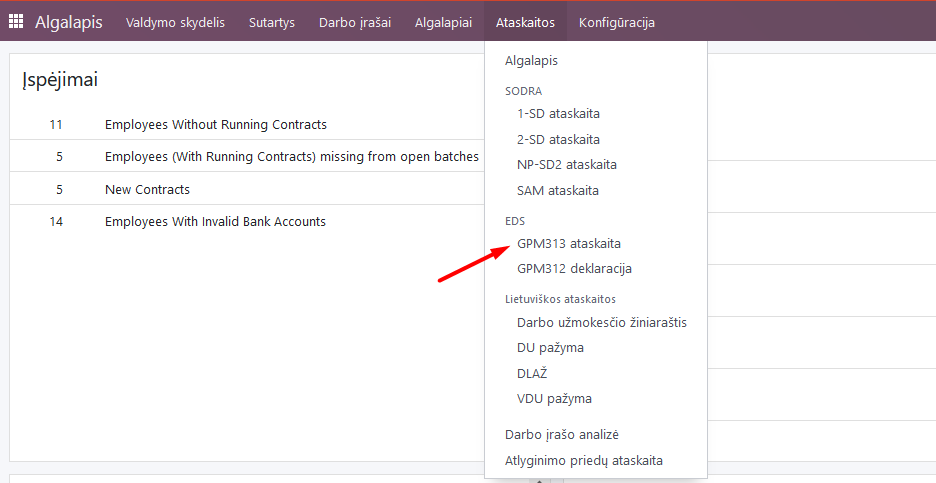 Algalapis Valdymo skydelis Sutartys Darbo įrašai Algalapiai Ataskaitos Konfigūracija
Įspėjimai
11 Employees Without Running Contracts
5 Employees (With Running Contracts) missing from open batches
5 New Contracts
14 Employees With Invalid Bank Accounts
Algalapis
SODRA
1-SD ataskaita
2-SD ataskaita
NP-SD2 ataskaita
SAM ataskaita
EDS
GPM313 ataskaita
GPM312 deklaracija
Lietuviškos ataskaitos
Darbo užmokesčio žiniaraštis
DU pažyma
DLAŽ
VDU pažyma
Darbo įrašo analizė
Atlyginimo priedų ataskaita